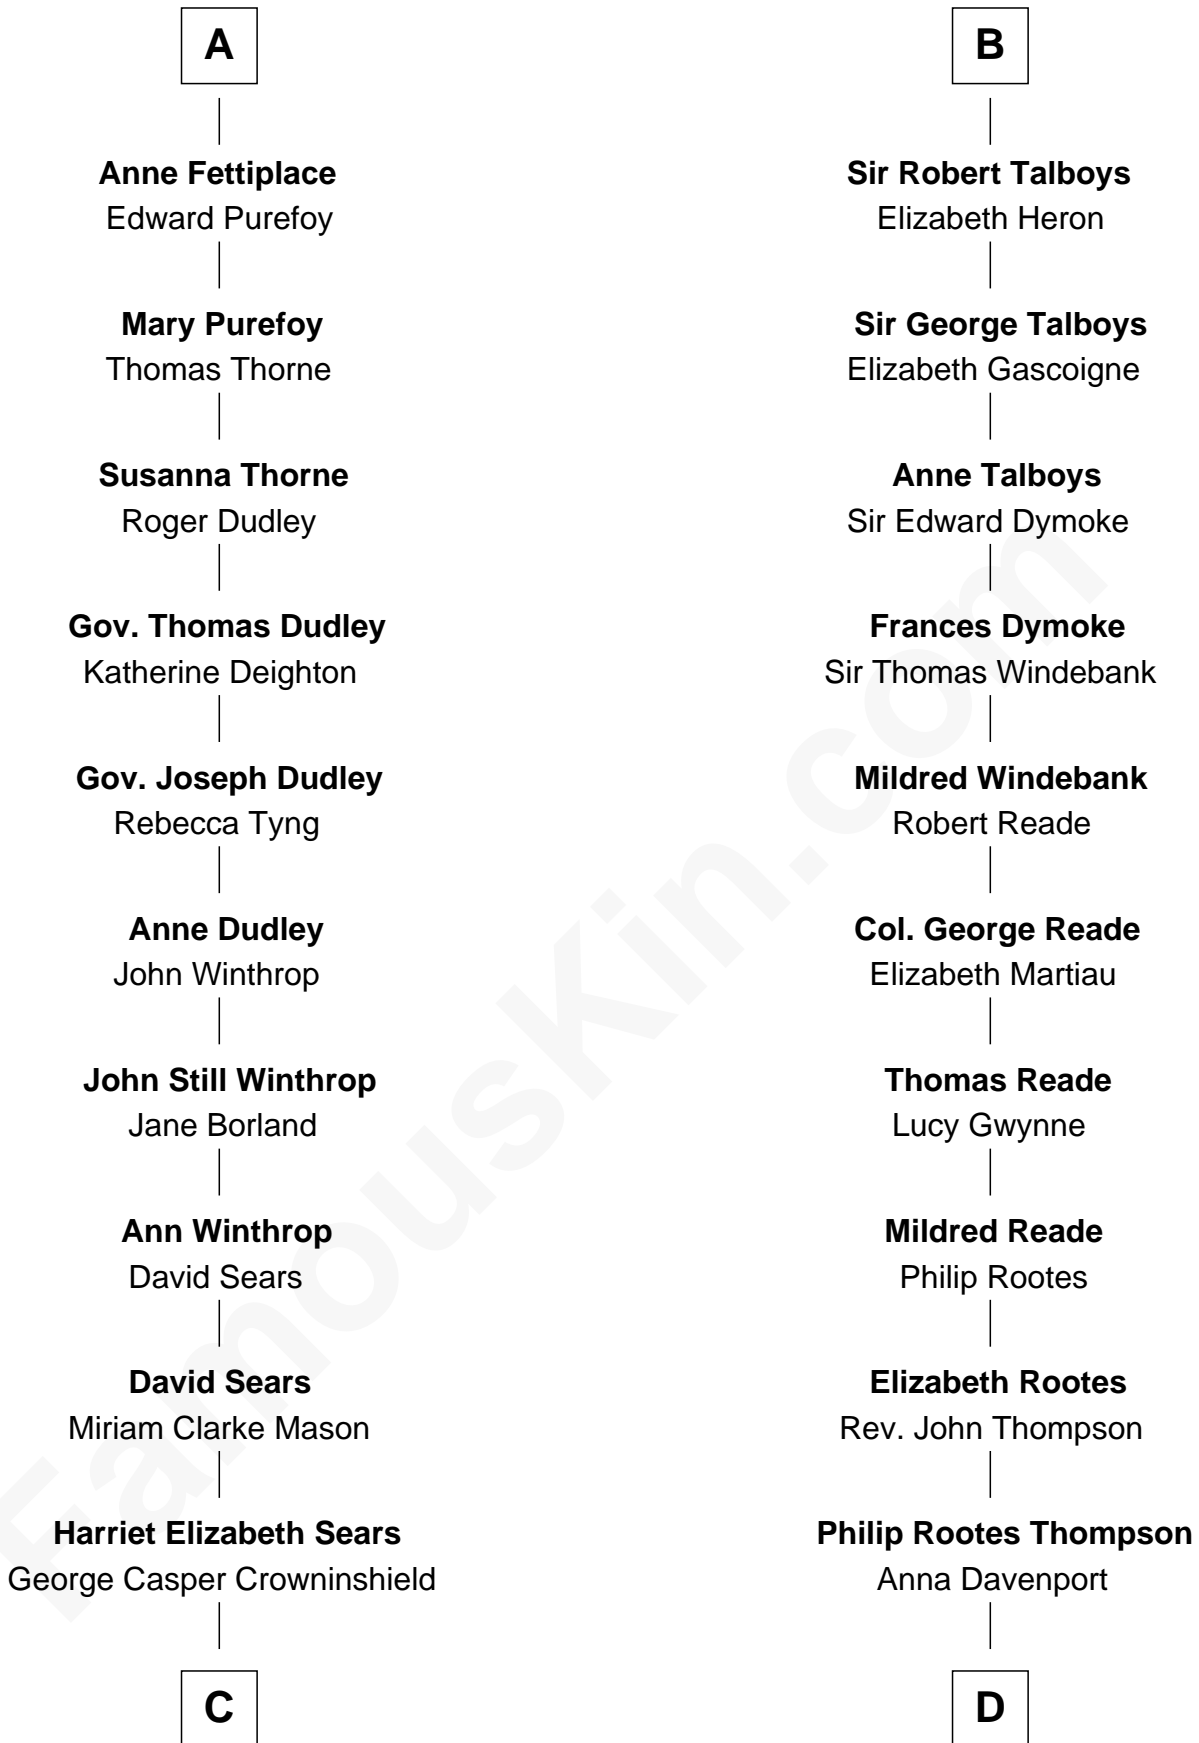 A
Anne Fettiplace
Edward Purefoy
Mary Purefoy
Thomas Thorne
Susanna Thorne
Roger Dudley
Gov. Thomas Dudley
Katherine Deighton
Gov. Joseph Dudley
Rebecca Tyng
Anne Dudley
John Winthrop
John Still Winthrop
Jane Borland
Ann Winthrop
David Sears
David Sears
Miriam Clarke Mason
Harriet Elizabeth Sears
George Casper Crowninshield
C
B
Sir Robert Talboys
Elizabeth Heron
Sir George Talboys
Elizabeth Gascoigne
Anne Talboys
Sir Edward Dymoke
Frances Dymoke
Sir Thomas Windebank
Mildred Windebank
Robert Reade
Col. George Reade
Elizabeth Martiau
Thomas Reade
Lucy Gwynne
Mildred Reade
Philip Rootes
Elizabeth Rootes
Rev. John Thompson
Philip Rootes Thompson
Anna Davenport
D
FamousKin.com